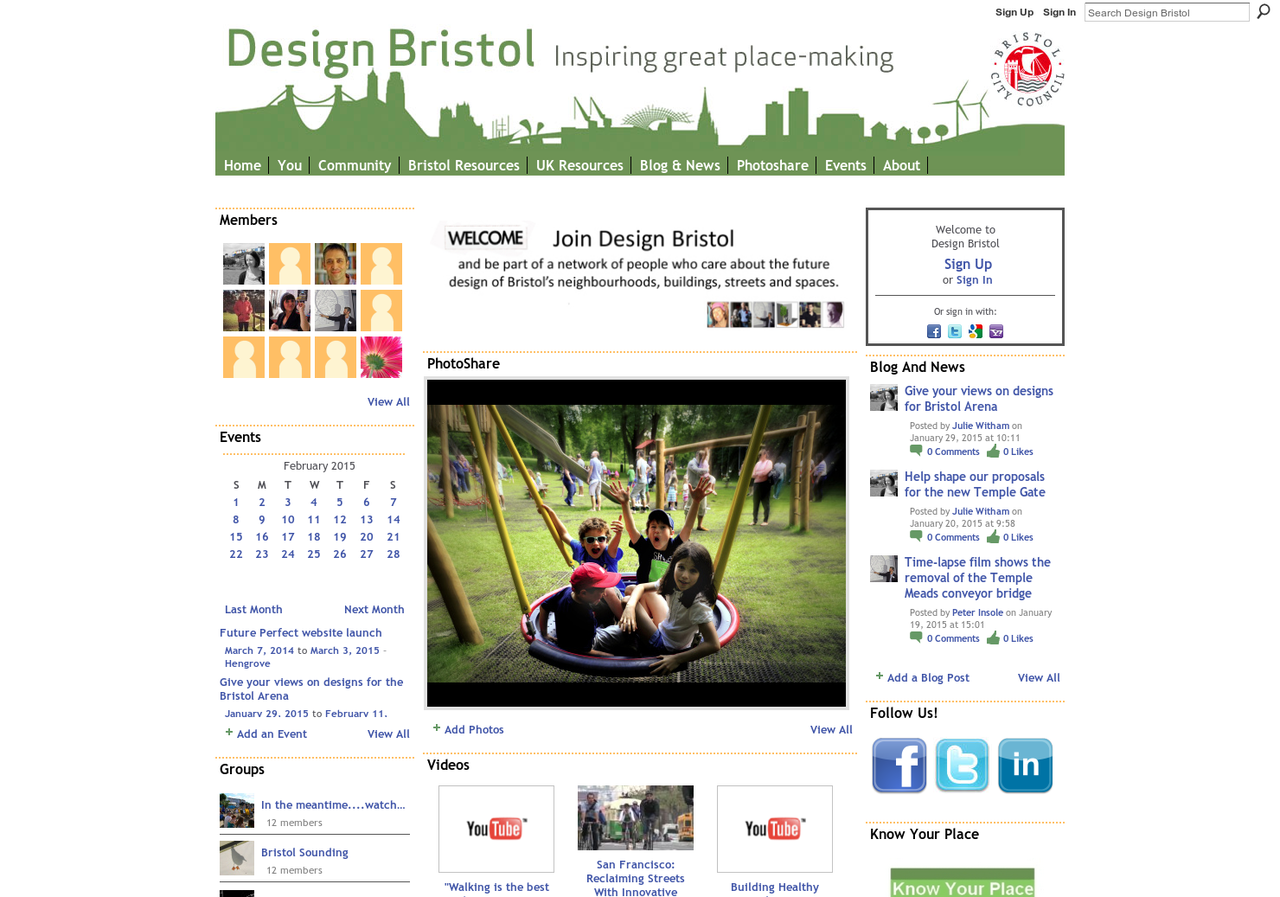 Sign Up Sign In Search Design Bristol
Design Bristol Inspiring great place-making
BRISTOL CITY COUNCIL
Home You Community Bristol Resources UK Resources Blog & News Photoshare Events About
Members
View All
Events
February 2015
S M T W T F S
1 2 3 4 5 6 7
8 9 10 11 12 13 14
15 16 17 18 19 20 21
22 23 24 25 26 27 28
Last Month Next Month
Future Perfect website launch
March 7, 2014 to March 3, 2015 –
Hengrove
Give your views on designs for the
Bristol Arena
January 29, 2015 to February 11,
+ Add an Event View All
Groups
In the meantime....watch…
12 members
Bristol Sounding
12 members
WELCOME Join Design Bristol
and be part of a network of people who care about the future
design of Bristol's neighbourhoods, buildings, streets and spaces.
PhotoShare
+ Add Photos View All
Videos
YouTube
"Walking is the best
San Francisco:
Reclaiming Streets
With Innovative
YouTube
Building Healthy
Welcome to
Design Bristol
Sign Up
or Sign In
Or sign in with:
Blog And News
Give your views on designs
for Bristol Arena
Posted by Julie Witham on
January 29, 2015 at 10:11
0 Comments 0 Likes
Help shape our proposals
for the new Temple Gate
Posted by Julie Witham on
January 20, 2015 at 9:58
0 Comments 0 Likes
Time-lapse film shows the
removal of the Temple
Meads conveyor bridge
Posted by Peter Insole on January
19, 2015 at 15:01
0 Comments 0 Likes
+ Add a Blog Post View All
Follow Us!
f t in
Know Your Place
Know Your Place